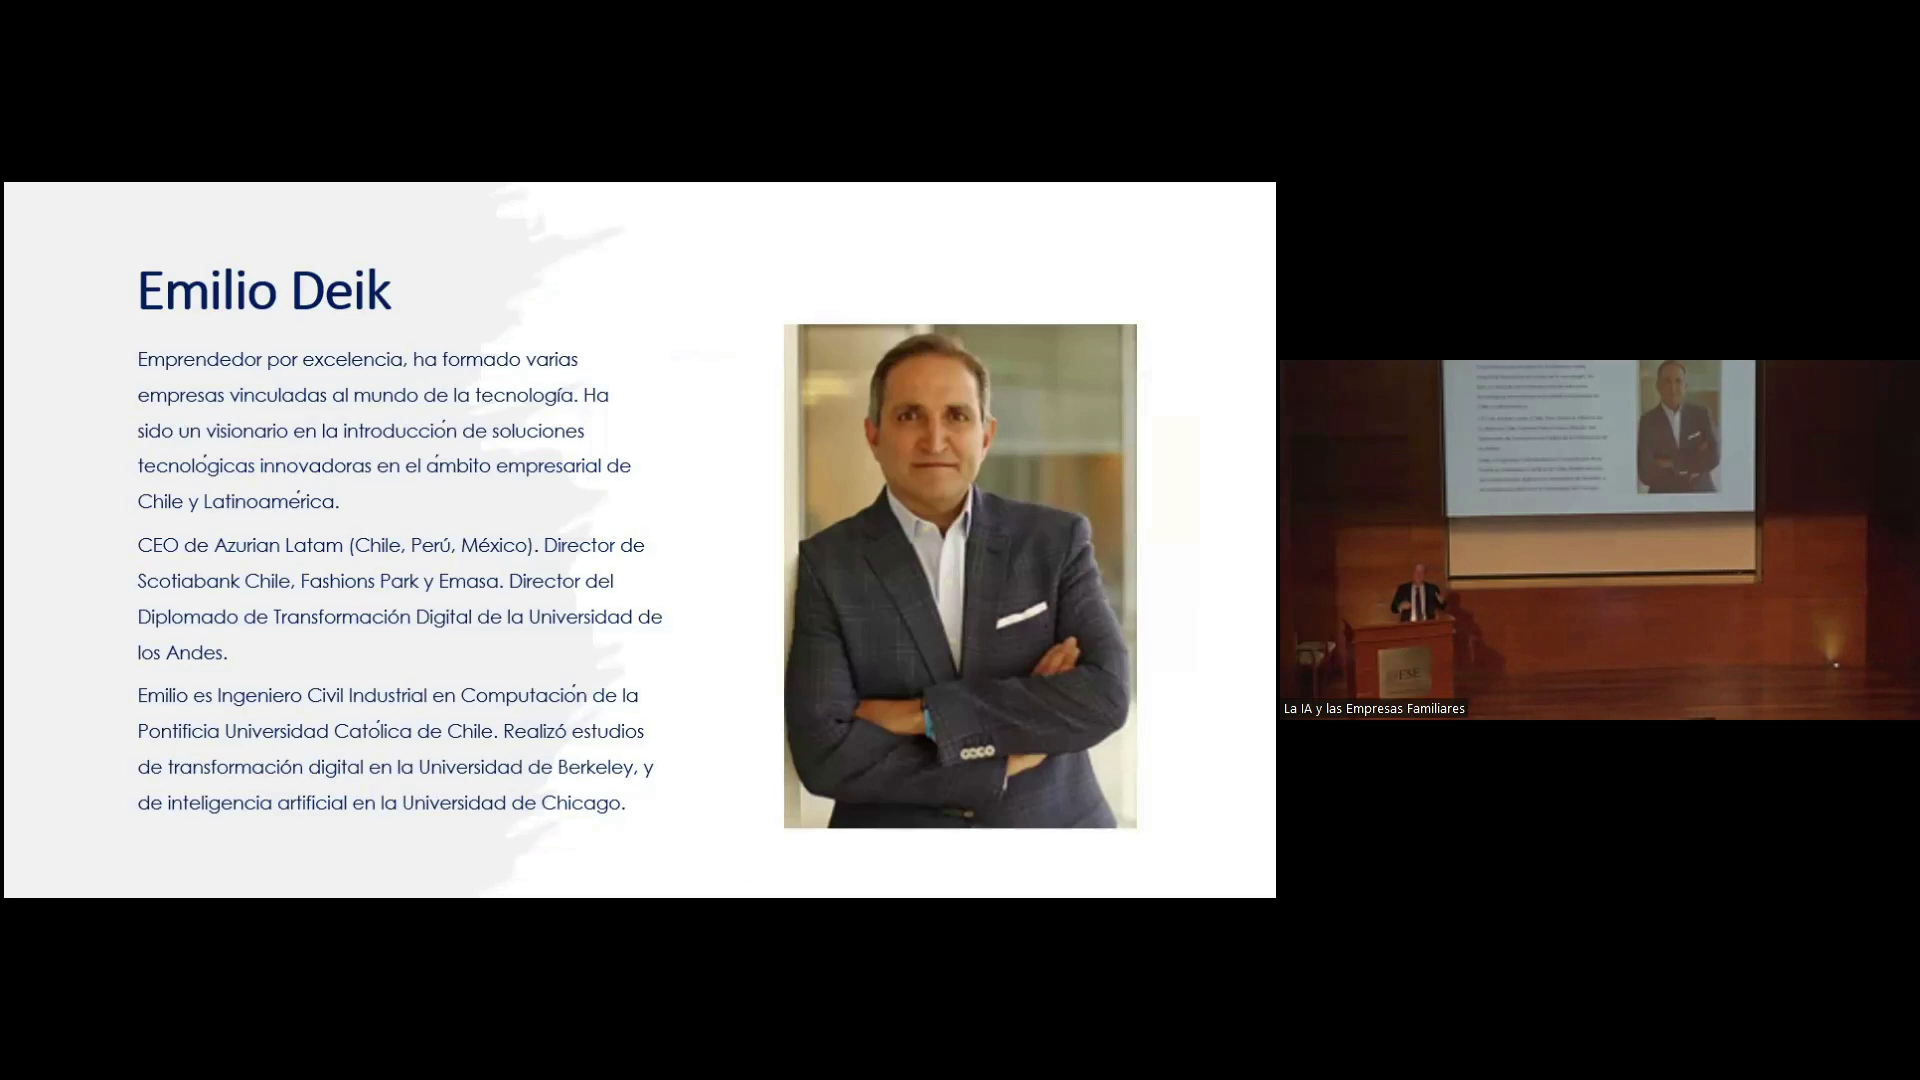 Emilio Deik
Emprendedor por excelencia, ha formado varias
empresas vinculadas al mundo de la tecnología. Ha
sido un visionario en la introducción de soluciones
tecnológicas innovadoras en el ámbito empresarial de
Chile y Latinoamérica.
CEO de Azurian Latam (Chile, Perú, México). Director de
Scotiabank Chile, Fashions Park y Emasa. Director del
Diplomado de Transformación Digital de la Universidad de
los Andes.
Emilio es Ingeniero Civil Industrial en Computación de la
Pontificia Universidad Católica de Chile. Realizó estudios
de transformación digital en la Universidad de Berkeley, y
de inteligencia artificial en la Universidad de Chicago.
ESE
La IA y las Empresas Familiares